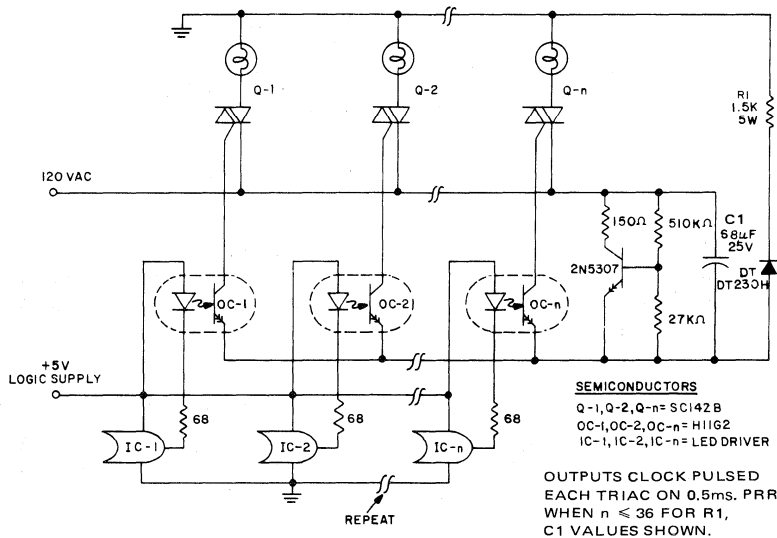 Q-1
Q-2
Q-n
R1
1.5K
5W
120 VAC
150Ω
510KΩ
C1
68µF
25V
2N5307
DT
DT230H
OC-1
OC-2
OC-n
27KΩ
+5V
LOGIC SUPPLY
68
68
68
IC-1
IC-2
IC-n
REPEAT
SEMICONDUCTORS
Q-1,Q-2,Q-n=SC142B
OC-1,OC-2,OC-n= H11G2
IC-1, IC-2, IC-n= LED DRIVER
OUTPUTS CLOCK PULSED
EACH TRIAC ON 0.5ms. PRR
WHEN n ⩽ 36 FOR R1,
C1 VALUES SHOWN.